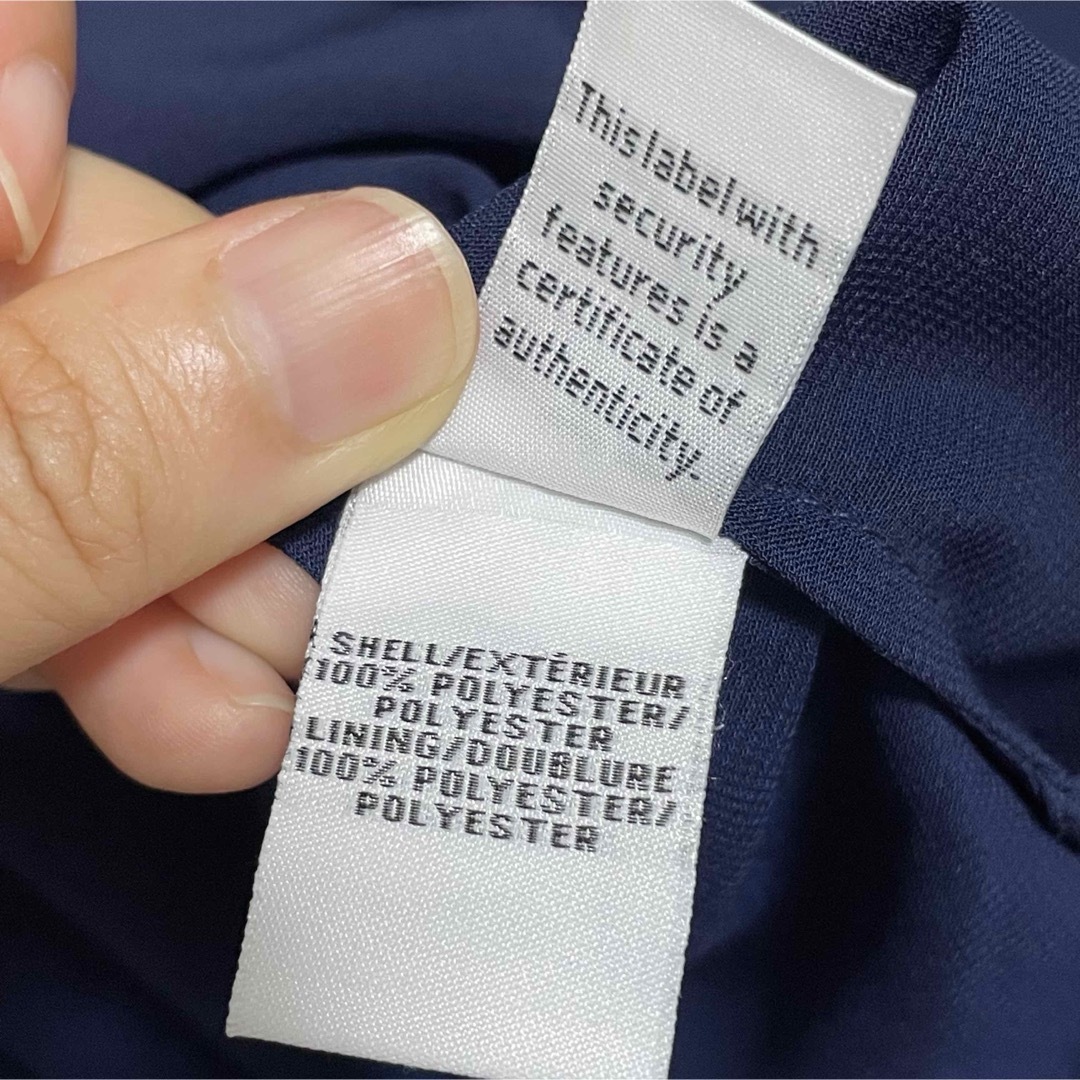 This label with
security
features is a
certificate of
authenticity.
SHELL/EXTÉRIEUR
100% POLYESTER/
POLYESTER
LINING/DOUBLURE
100% POLYESTER/
POLYESTER